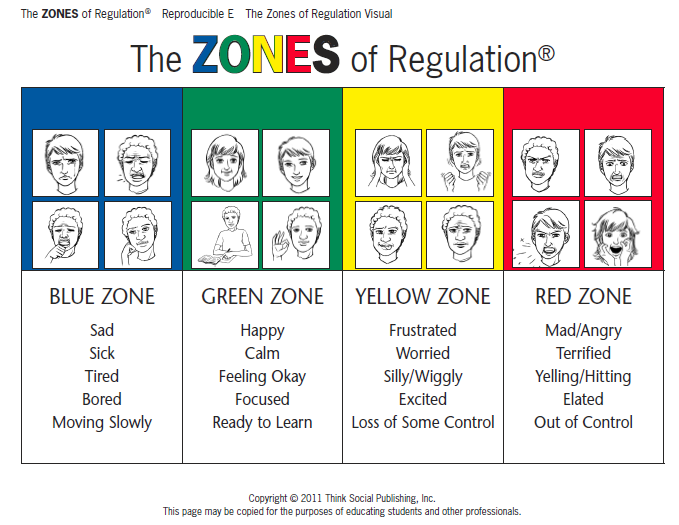 The ZONES of Regulation® Reproducible E The Zones of Regulation Visual
The ZONES of Regulation®
BLUE ZONE
Sad
Sick
Tired
Bored
Moving Slowly
GREEN ZONE
Happy
Calm
Feeling Okay
Focused
Ready to Learn
YELLOW ZONE
Frustrated
Worried
Silly/Wiggly
Excited
Loss of Some Control
RED ZONE
Mad/Angry
Terrified
Yelling/Hitting
Elated
Out of Control
Copyright © 2011 Think Social Publishing, Inc.
This page may be copied for the purposes of educating students and other professionals.